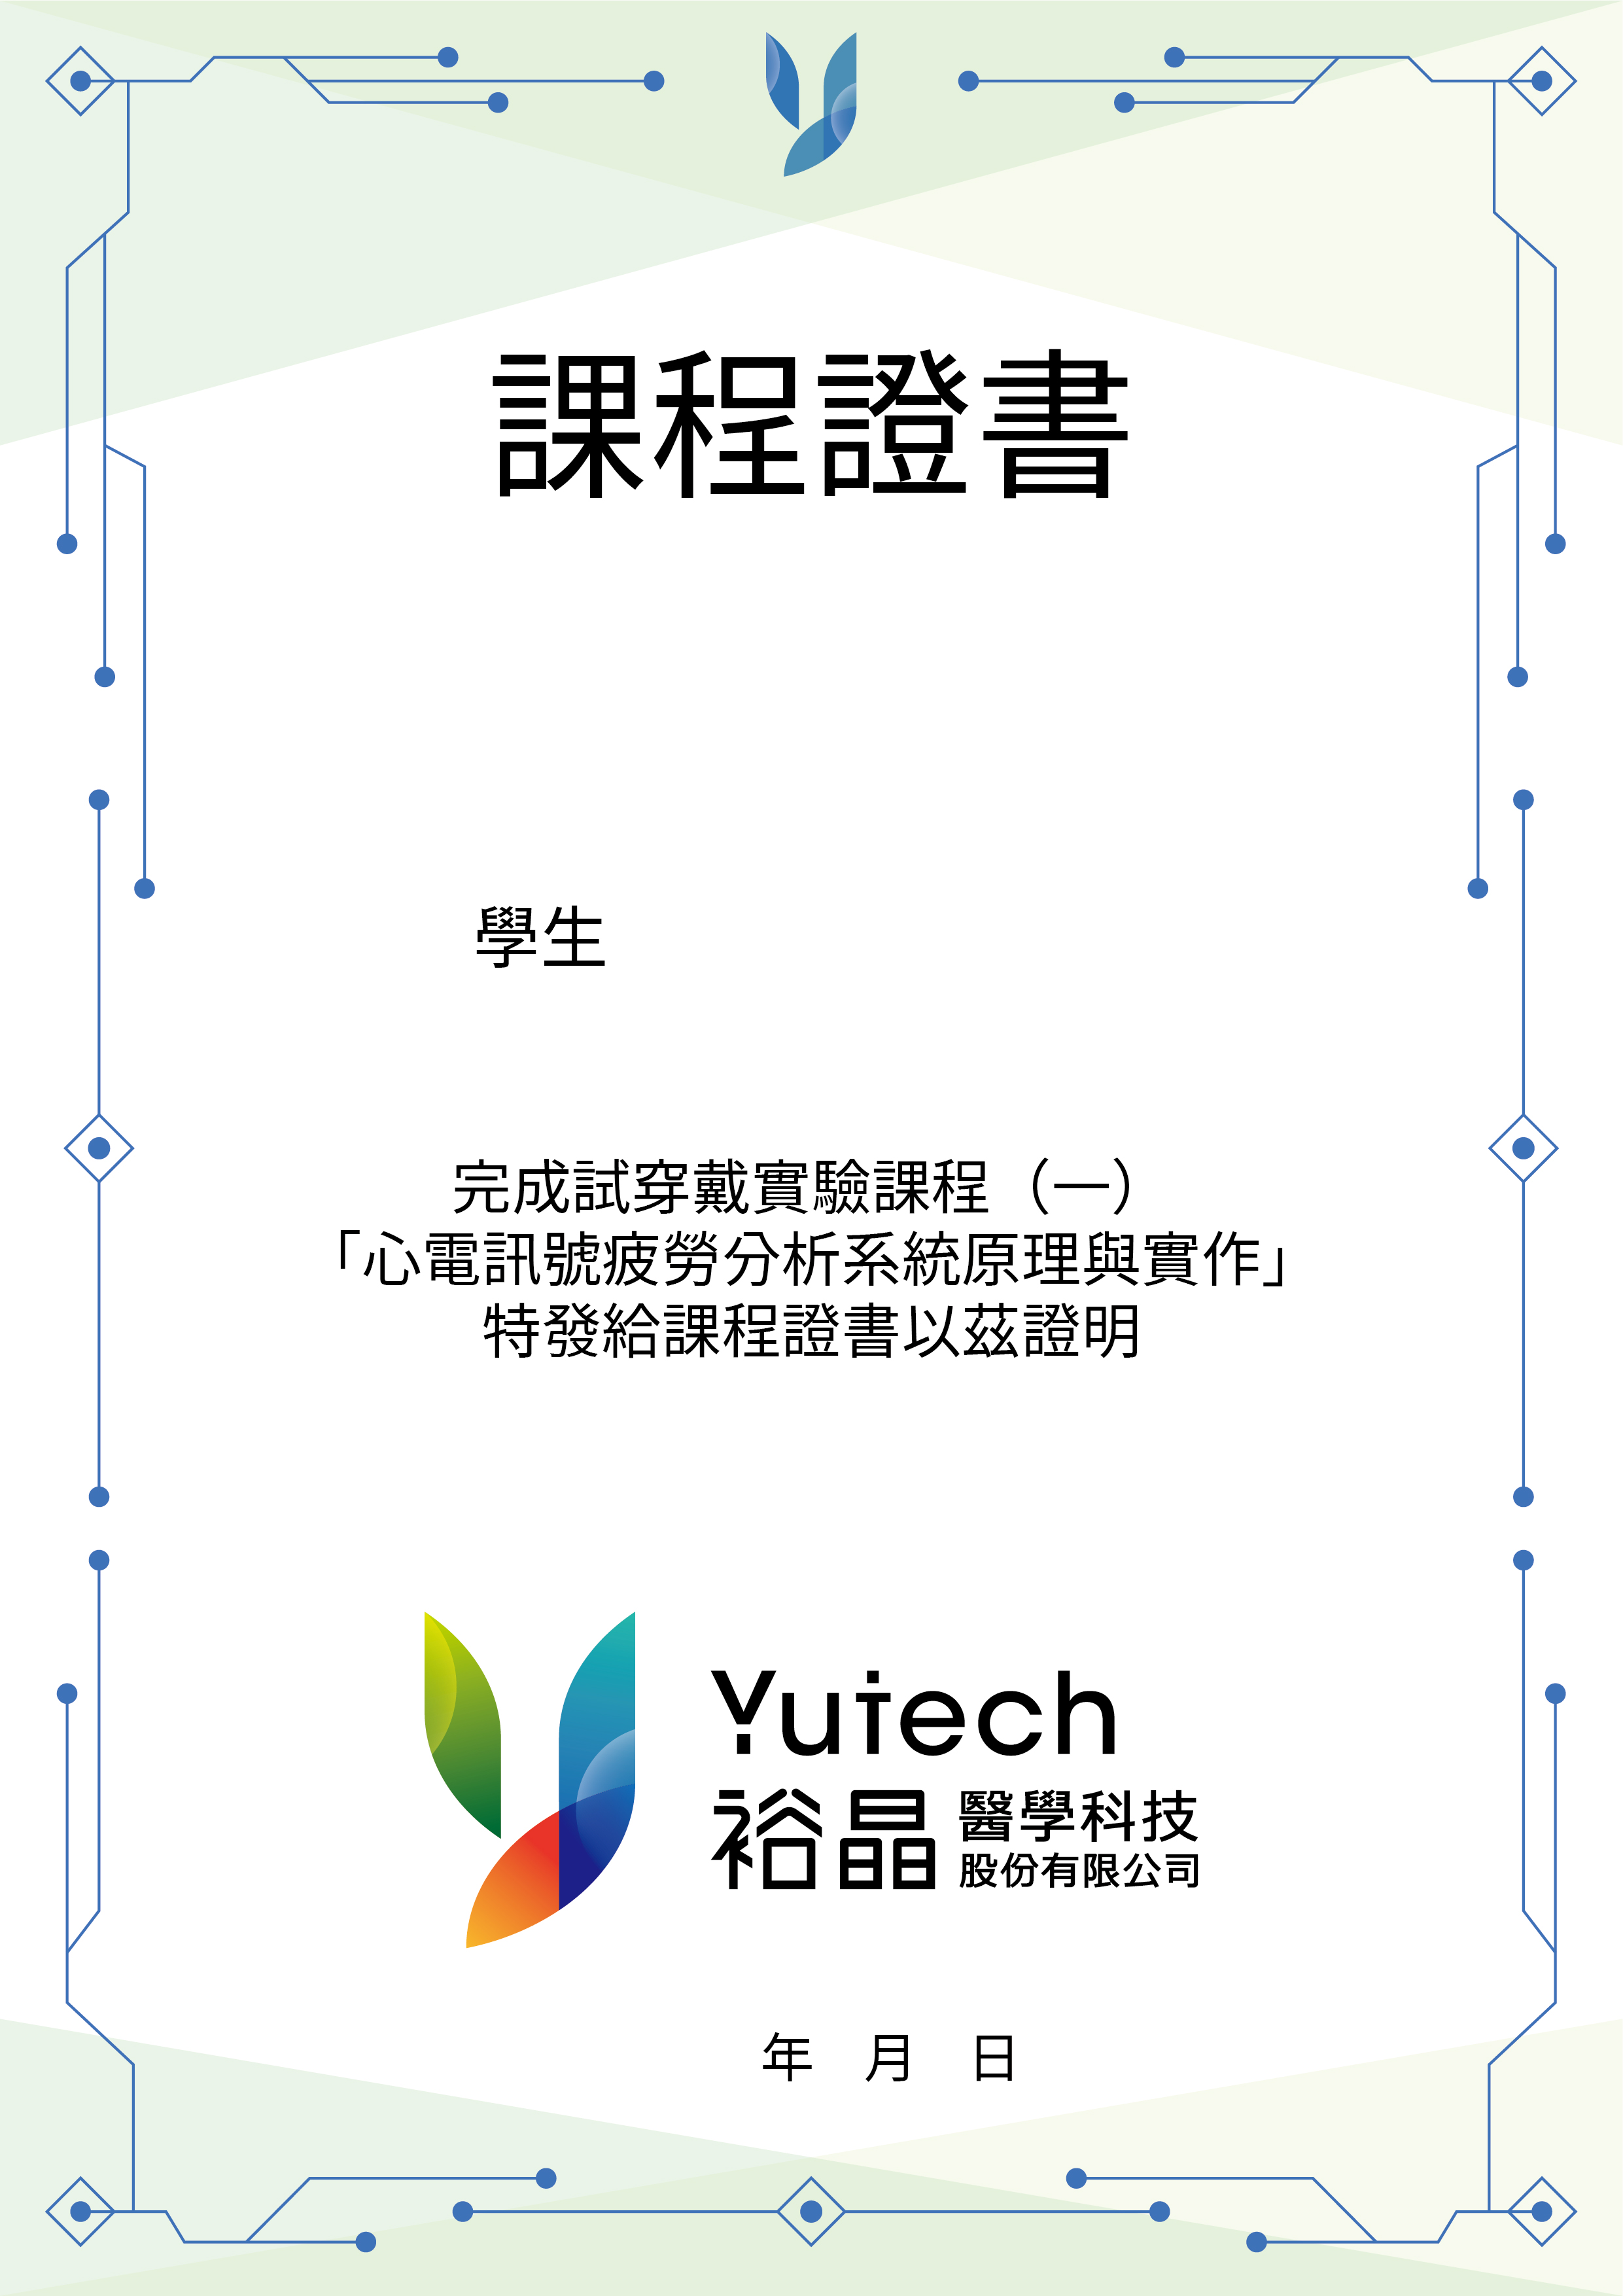 課程證書
學生
完成試穿戴實驗課程（一）
「心電訊號疲勞分析系統原理與實作」
特發給課程證書以茲證明
Yutech
裕晶 醫學科技
股份有限公司
年 月 日